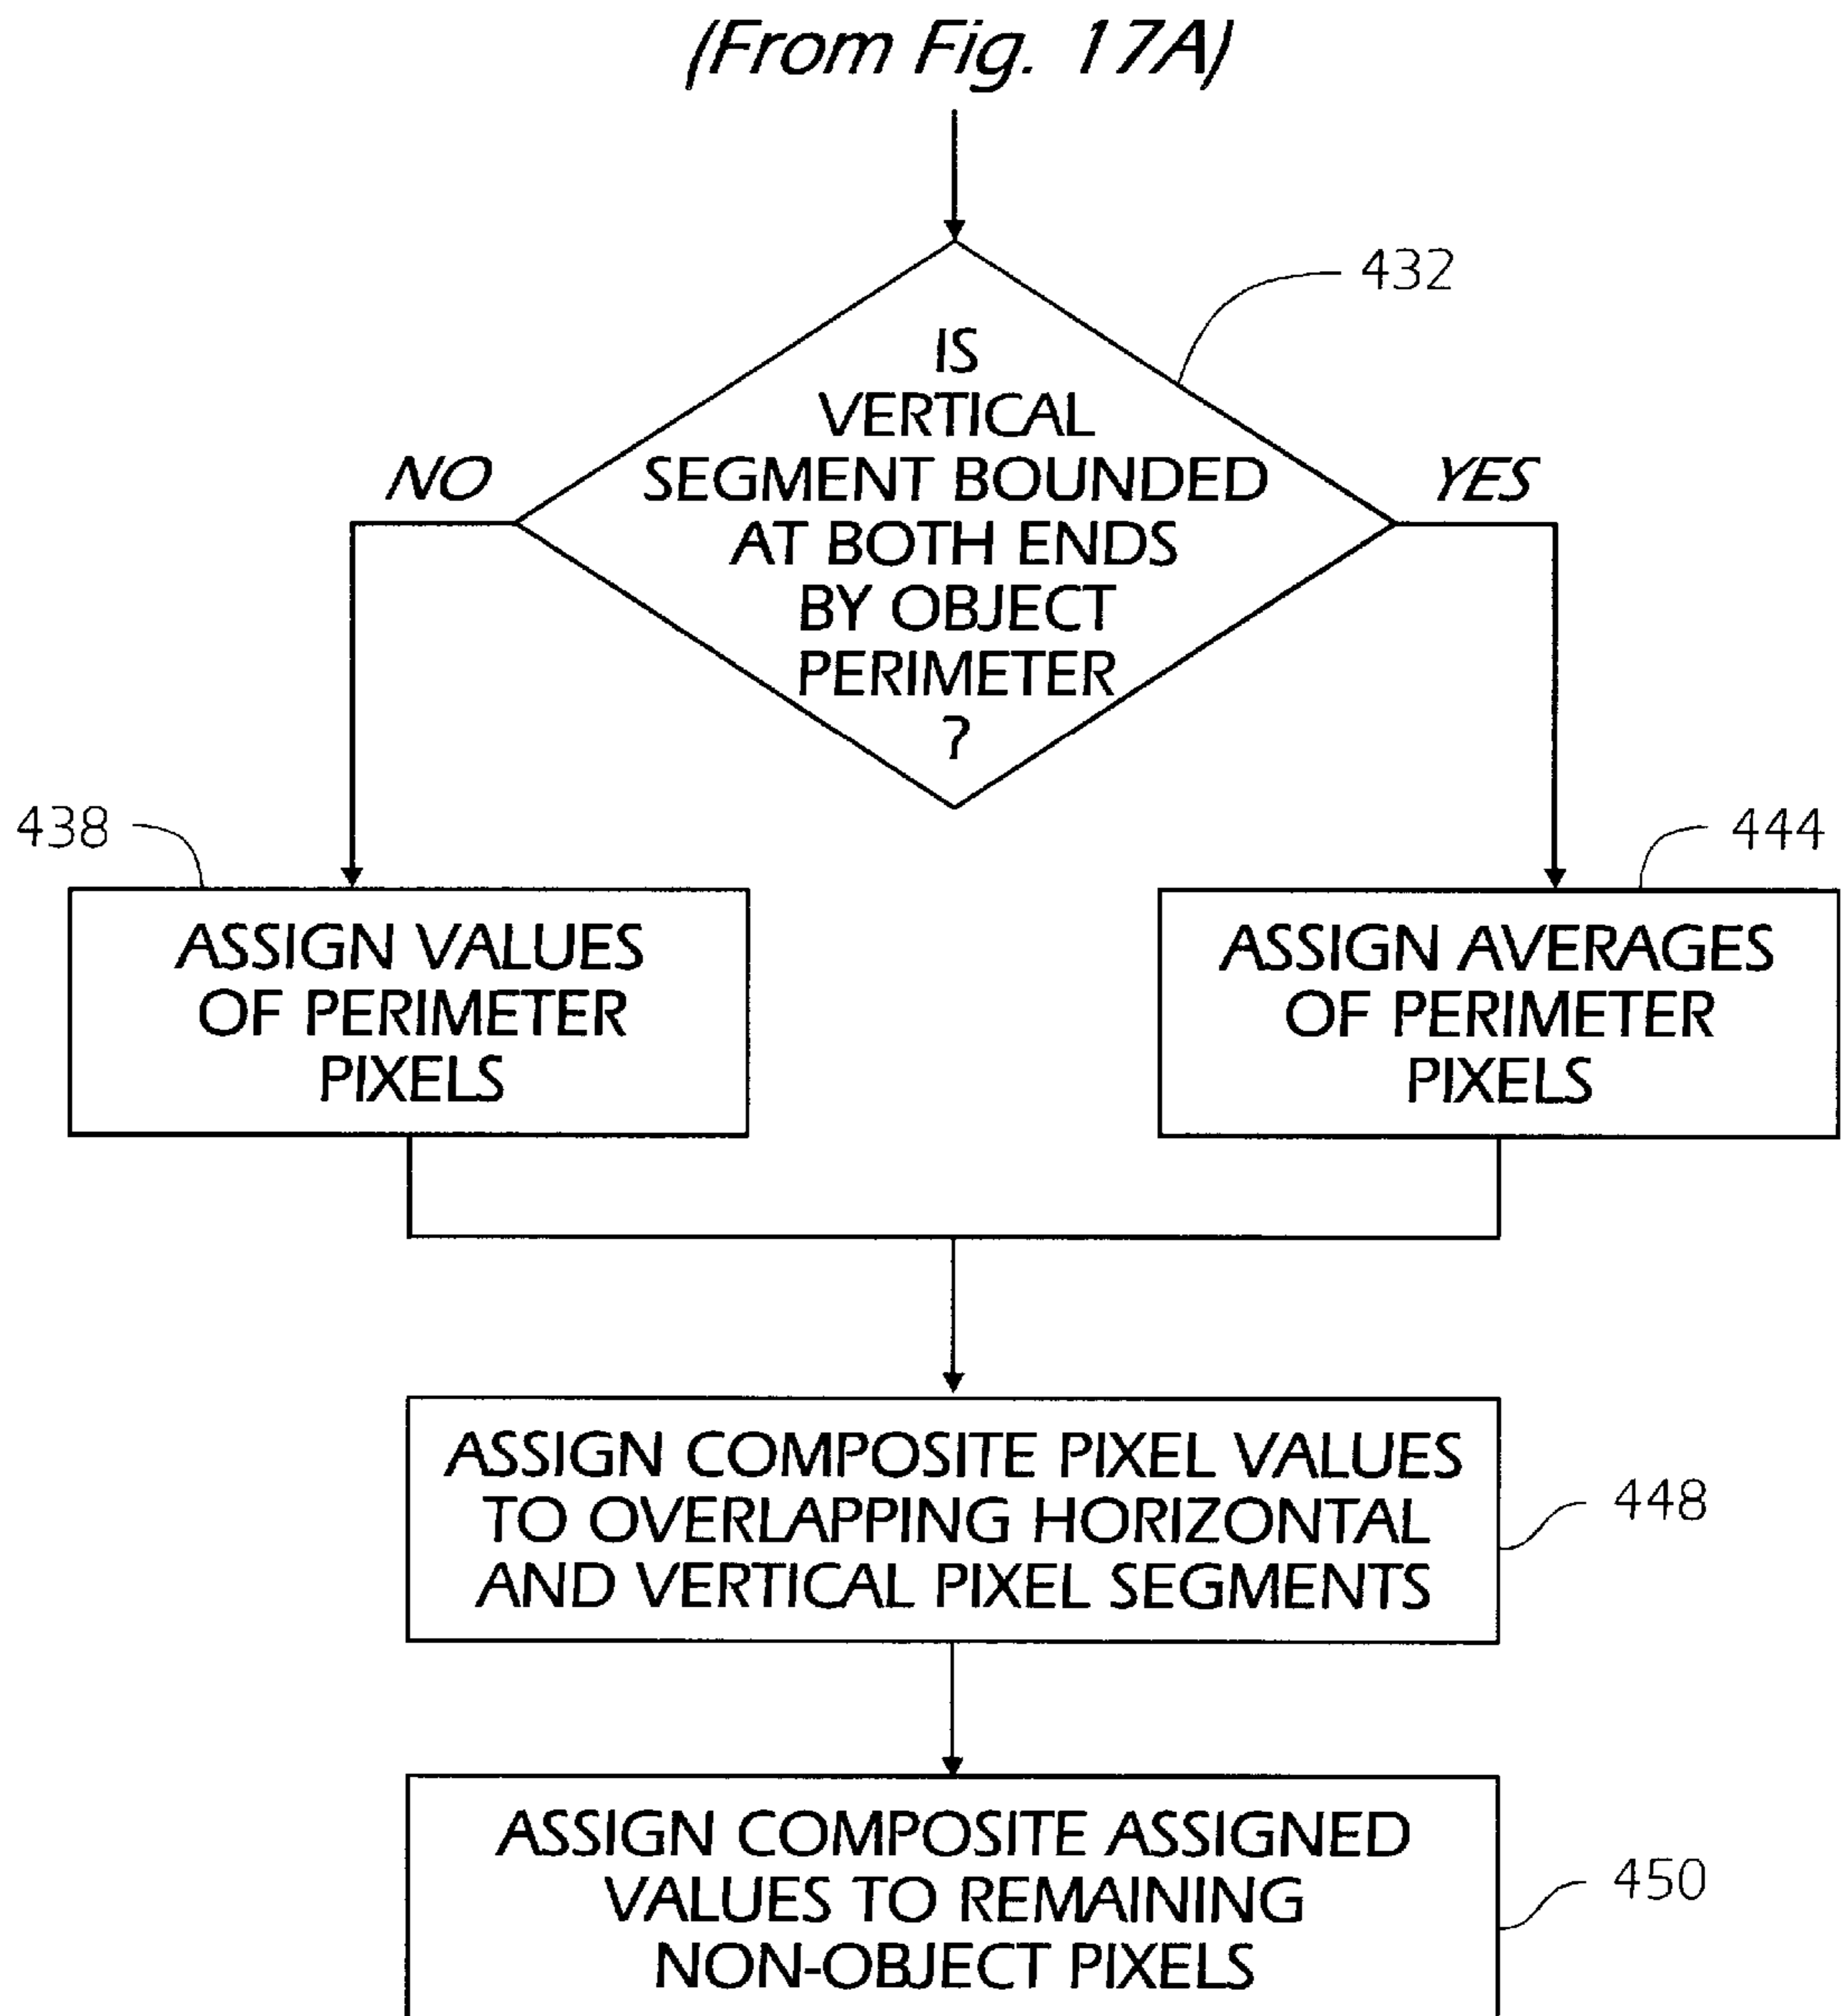 (From Fig. 17A)
432
IS
VERTICAL
SEGMENT BOUNDED
AT BOTH ENDS
BY OBJECT
PERIMETER
?
NO
YES
438
444
ASSIGN VALUES
OF PERIMETER
PIXELS
ASSIGN AVERAGES
OF PERIMETER
PIXELS
ASSIGN COMPOSITE PIXEL VALUES
TO OVERLAPPING HORIZONTAL
AND VERTICAL PIXEL SEGMENTS
448
ASSIGN COMPOSITE ASSIGNED
VALUES TO REMAINING
NON-OBJECT PIXELS
450